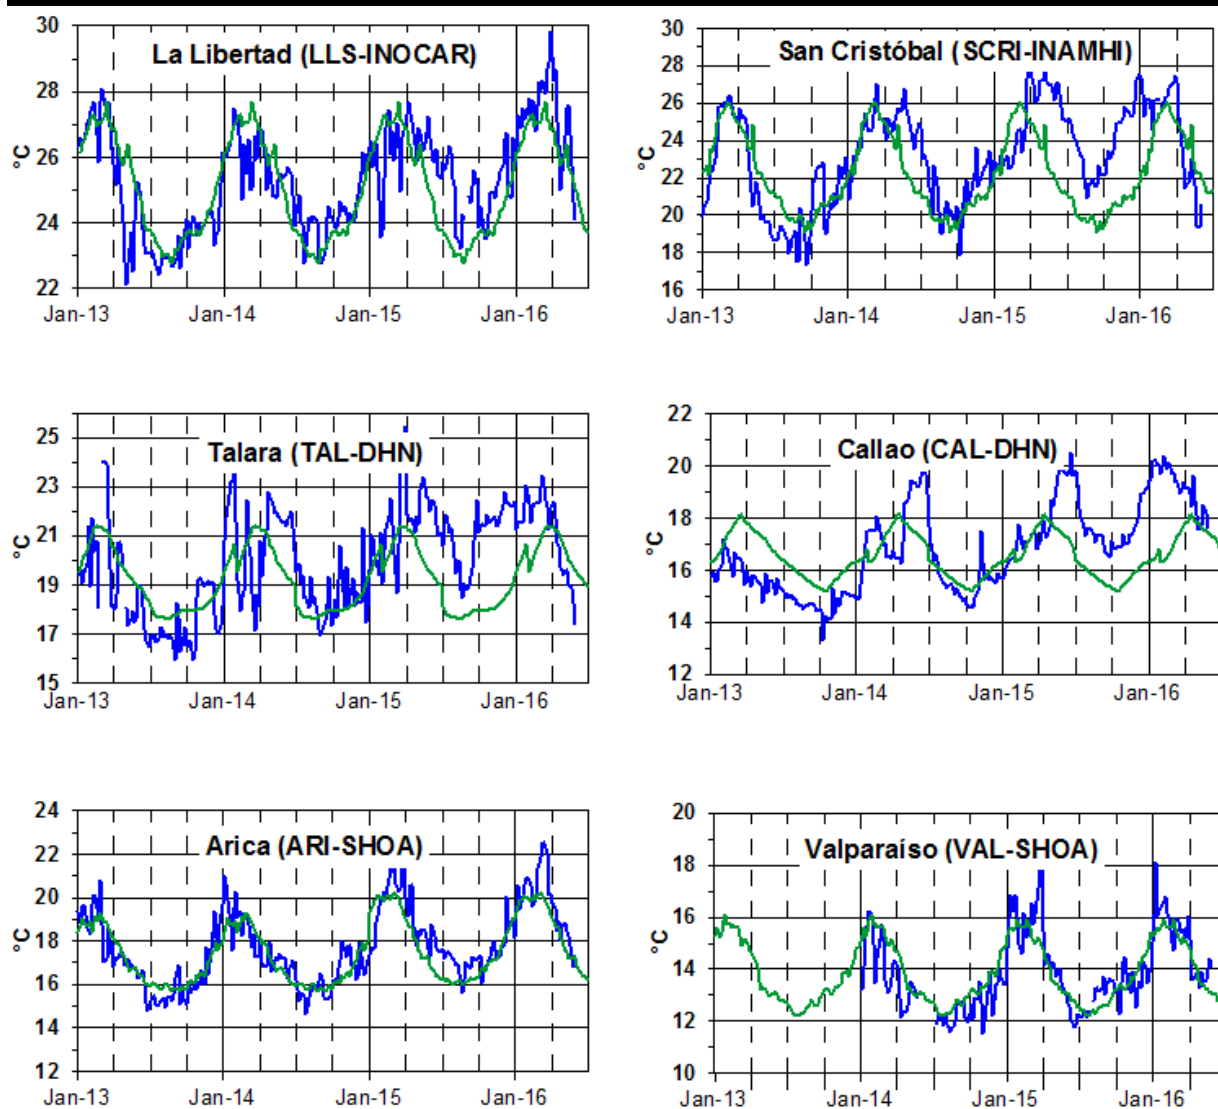 La Libertad (LLS-INOCAR)
30
28
26
24
22
°C
Jan-13 Jan-14 Jan-15 Jan-16
San Cristóbal (SCRI-INAMHI)
30
28
26
24
22
20
18
16
°C
Jan-13 Jan-14 Jan-15 Jan-16
Talara (TAL-DHN)
25
23
21
19
17
15
°C
Jan-13 Jan-14 Jan-15 Jan-16
Callao (CAL-DHN)
22
20
18
16
14
12
°C
Jan-13 Jan-14 Jan-15 Jan-16
Arica (ARI-SHOA)
24
22
20
18
16
14
12
°C
Jan-13 Jan-14 Jan-15 Jan-16
Valparaíso (VAL-SHOA)
20
18
16
14
12
10
°C
Jan-13 Jan-14 Jan-15 Jan-16